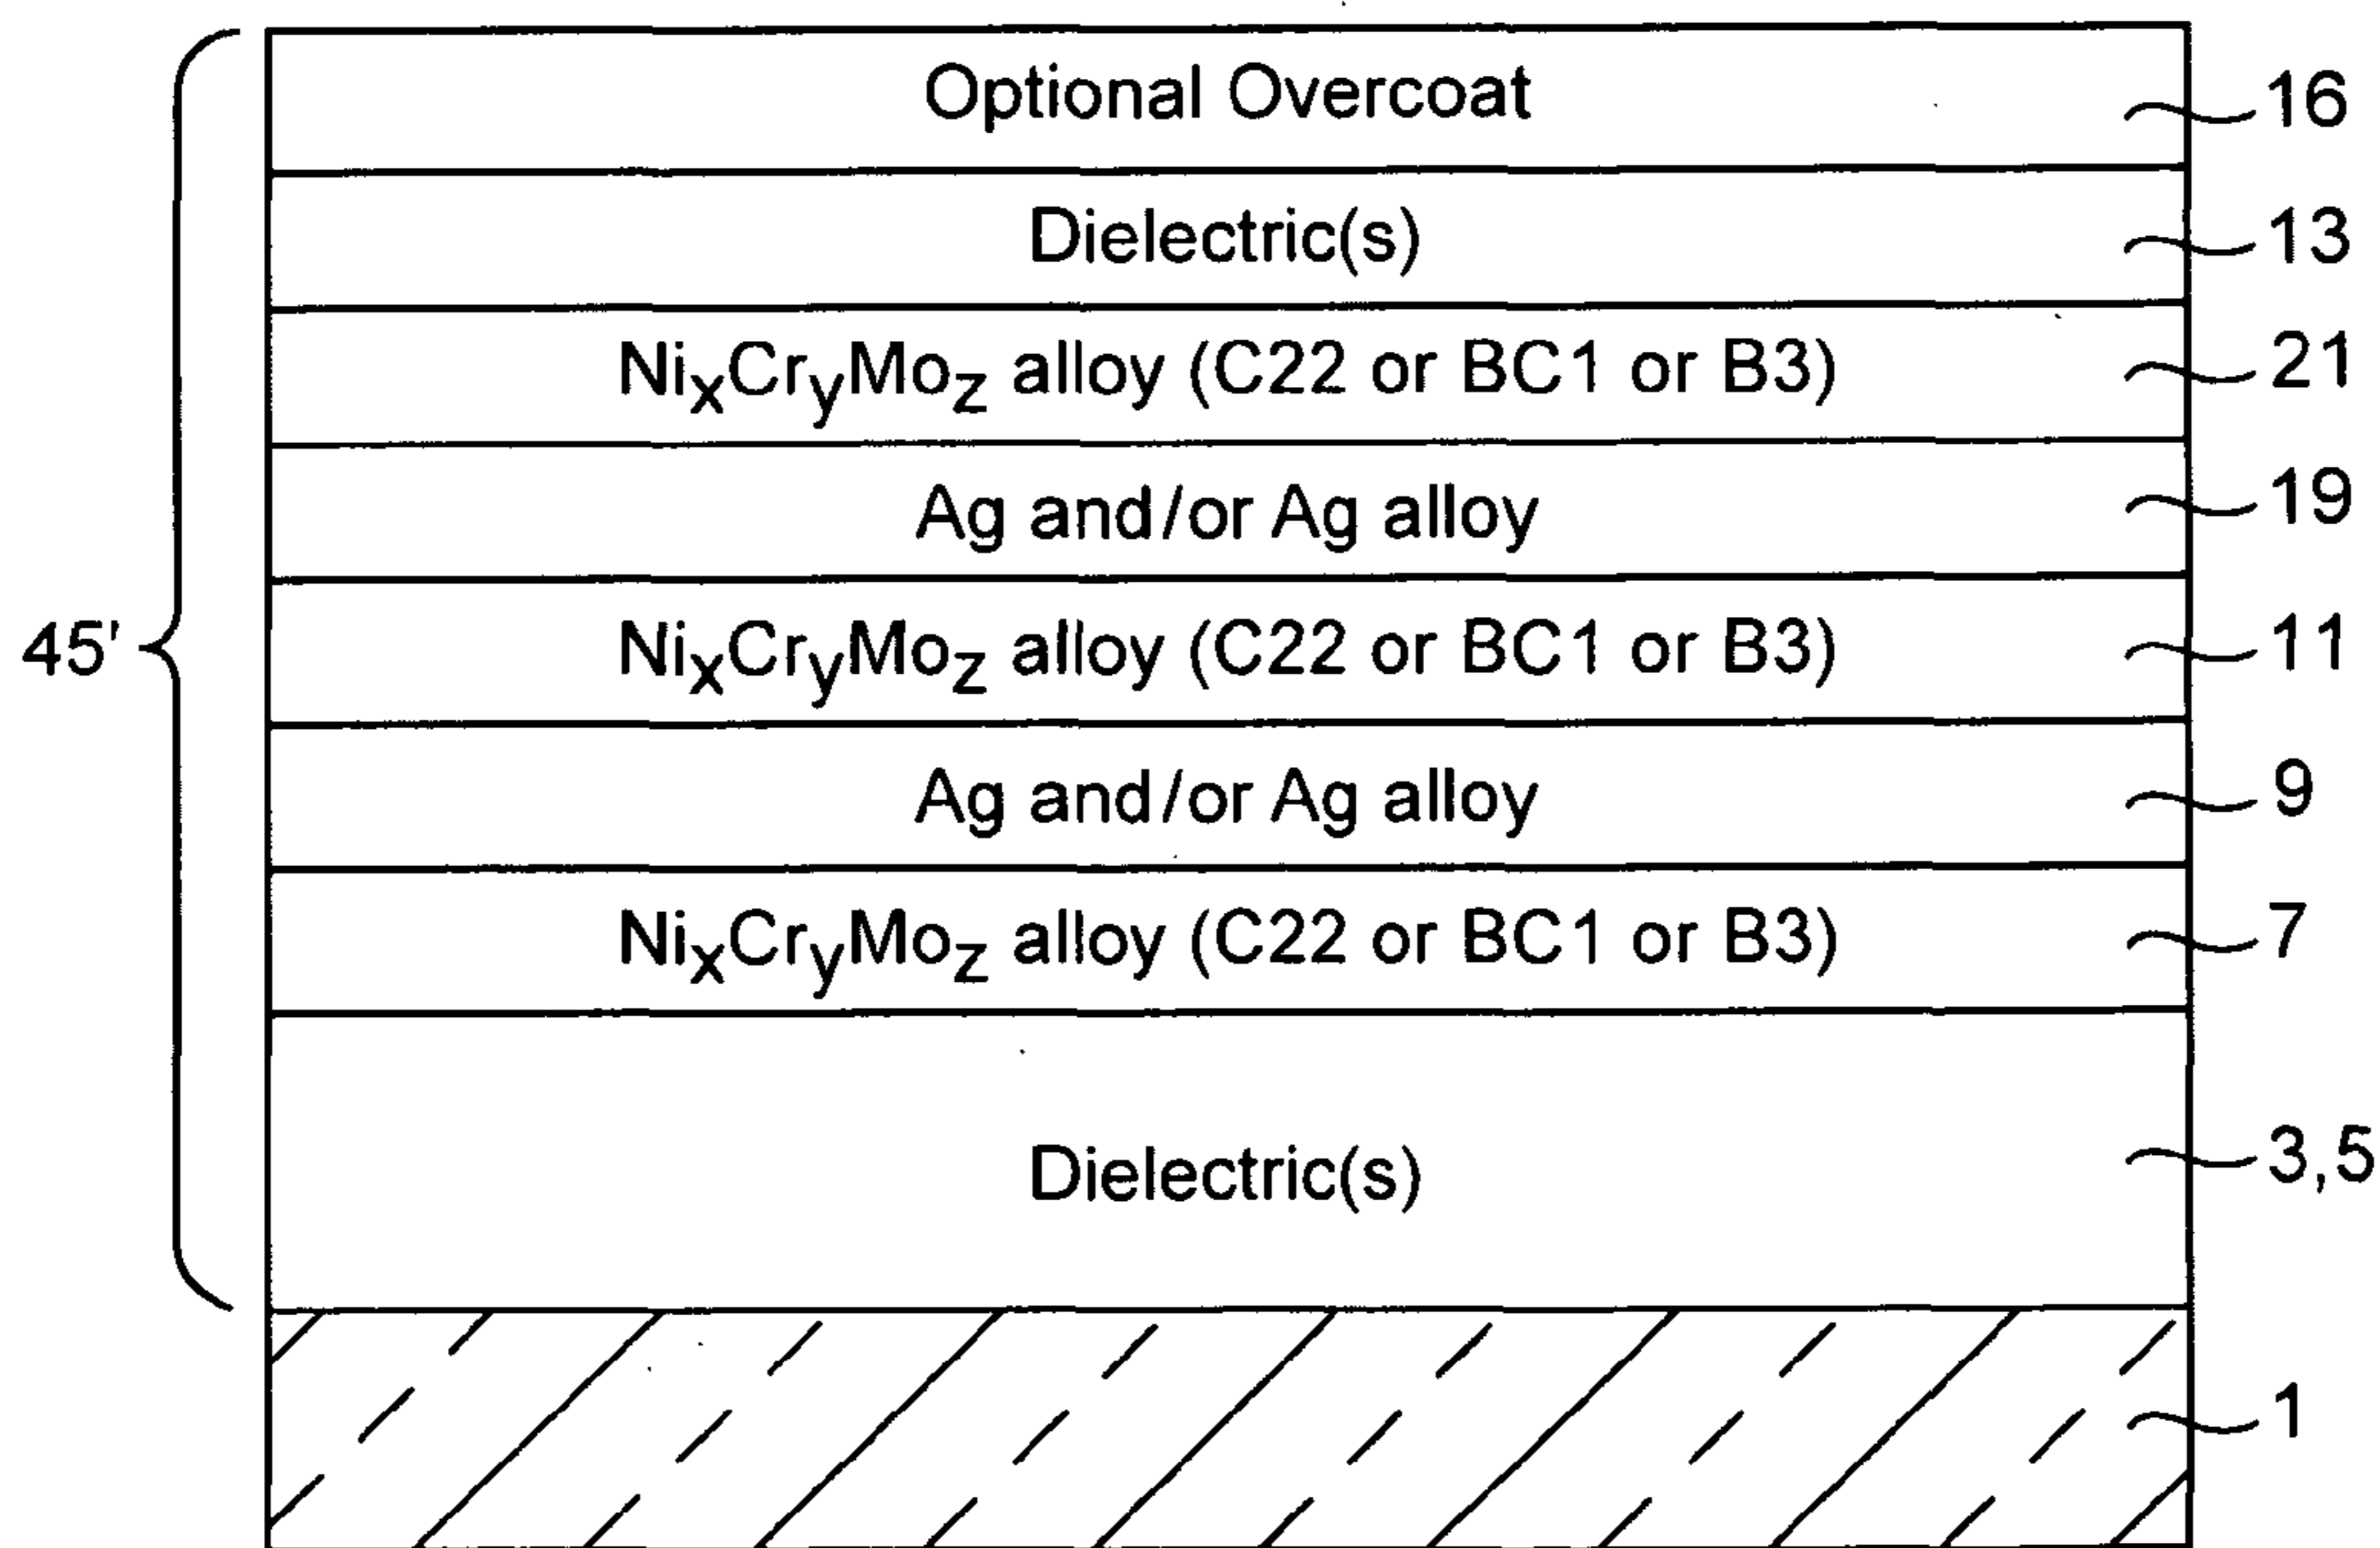 Optional Overcoat 16
Dielectric(s) 13
NixCryMoz alloy (C22 or BC1 or B3) 21
Ag and/or Ag alloy 19
45' NixCryMoz alloy (C22 or BC1 or B3) 11
Ag and/or Ag alloy 9
NixCryMoz alloy (C22 or BC1 or B3) 7
Dielectric(s) 3,5
1